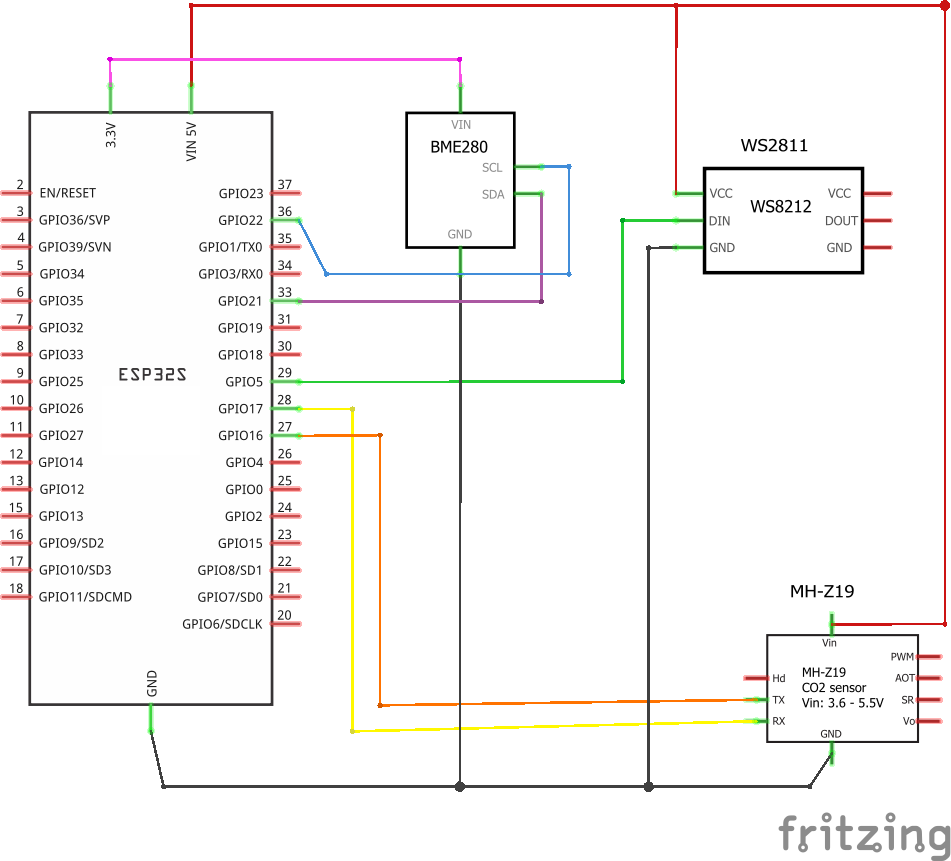 3.3V
VIN 5V
VIN
BME280
SCL
SDA
GND
WS2811
VCC VCC
WS8212
DIN DOUT
GND GND
2 EN/RESET GPIO23 37
3 GPIO36/SVP GPIO22 36
4 GPIO39/SVN GPIO1/TX0 35
5 GPIO34 GPIO3/RX0 34
6 GPIO35 GPIO21 33
7 GPIO32 GPIO19 31
8 GPIO33 GPIO18 30
ESP32S
9 GPIO25 GPIO5 29
10 GPIO26 GPIO17 28
11 GPIO27 GPIO16 27
12 GPIO14 GPIO4 26
13 GPIO12 GPIO0 25
15 GPIO13 GPIO2 24
16 GPIO9/SD2 GPIO15 23
17 GPIO10/SD3 GPIO8/SD1 22
18 GPIO11/SDCMD GPIO7/SD0 21
GPIO6/SDCLK 20
GND
MH-Z19
Vin
PWM
Hd MH-Z19 AOT
CO2 sensor
TX Vin: 3.6 - 5.5V SR
RX Vo
GND
fritzing